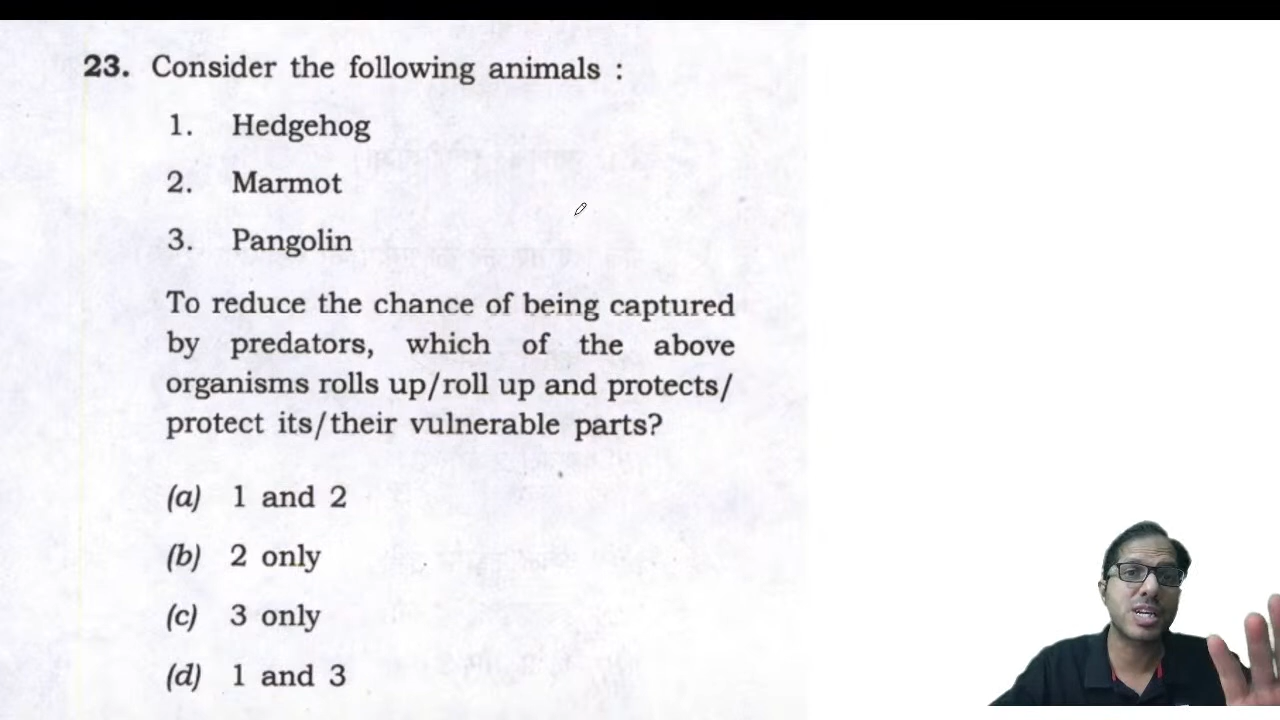 23. Consider the following animals :
1. Hedgehog
2. Marmot
3. Pangolin
To reduce the chance of being captured
by predators, which of the above
organisms rolls up/roll up and protects/
protect its/their vulnerable parts?
(a) 1 and 2
(b) 2 only
(c) 3 only
(d) 1 and 3